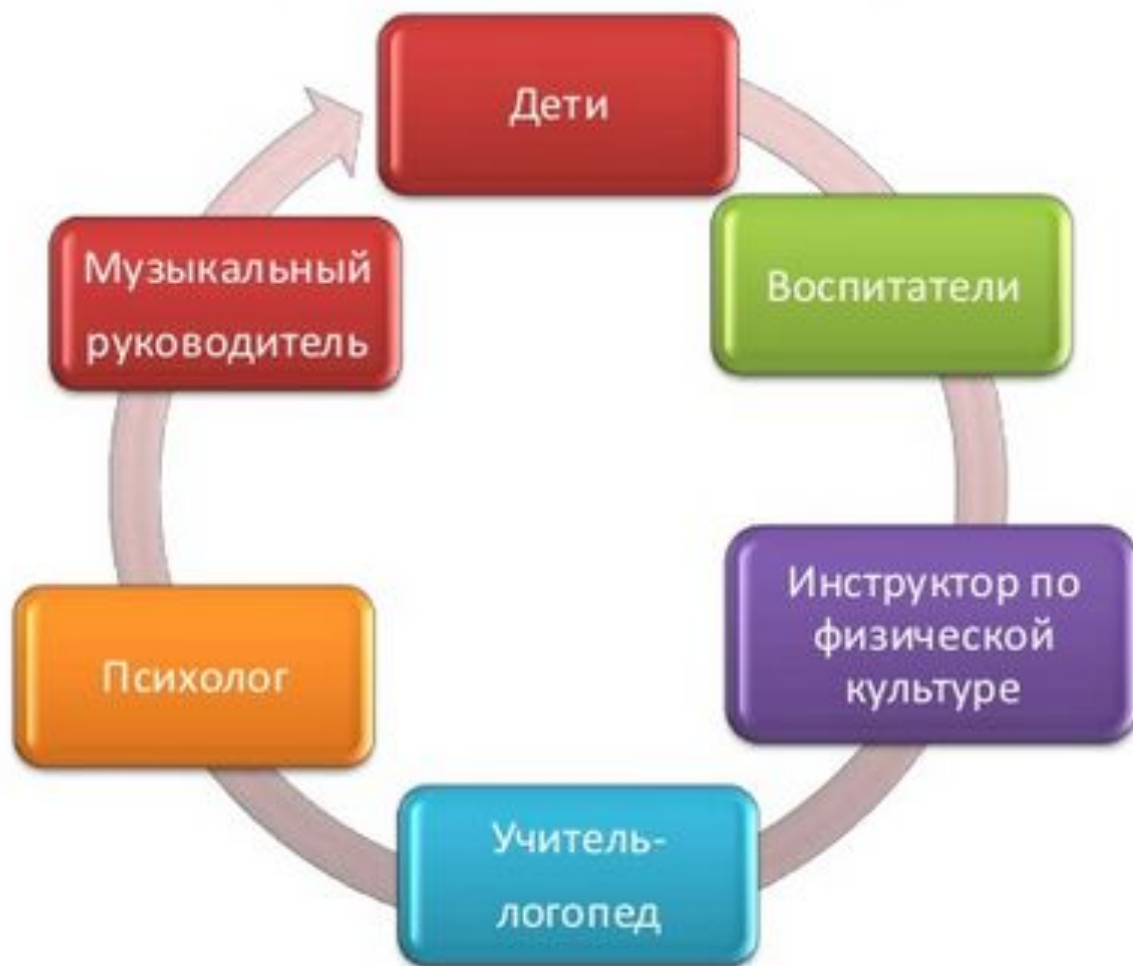 Дети
Воспитатели
Инструктор по
физической
культуре
Учитель-
логопед
Психолог
Музыкальный
руководитель